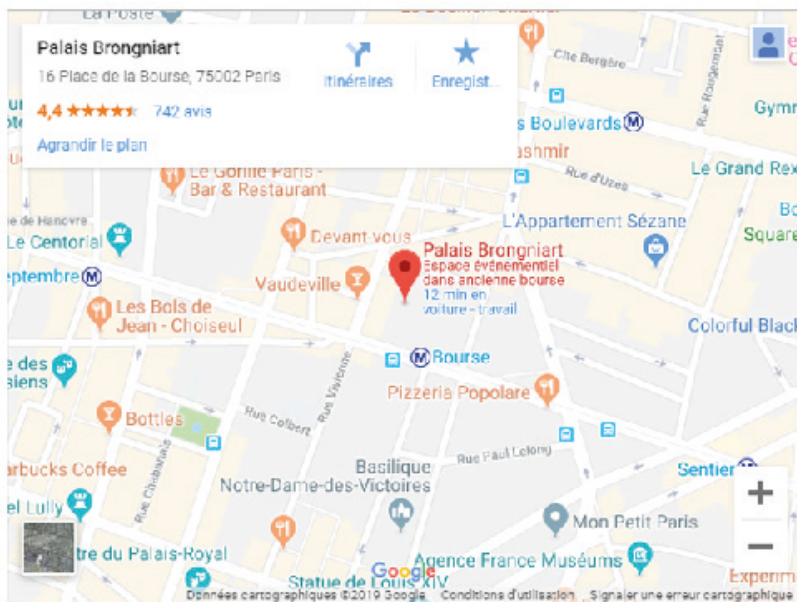 La Poste
Palais Brongniart
16 Place de la Bourse, 75002 Paris
4,4
742 avis
Agrandir le plan
Itinéraires
Enregist...
Cité Bergère
Rue Rougemont
Gymn
s Boulevards
ashmir
Le Gorille Paris -
Bar & Restaurant
Rue d'Uzès
Le Grand Rex
ue de Hanovre
Le Centorial
Devant-vous
L'Appartement Sézane
Square
Palais Brongniart
Espace événementiel
dans ancienne bourse
12 min en
voiture - travail
eptembre
Vaudeville
Les Bois de
Jean - Choiseul
Colorful Black
Bourse
e des
siens
Pizzeria Popolare
Rue Vivienne
Bottles
Rue Colbert
Rue Chabanais
Rue Paul Lelong
arbucks Coffee
Basilique
Notre-Dame-des-Victoires
Sentier
el Lully
Mon Petit Paris
tre du Palais-Royal
Agence France Muséums
Google
Statue de Louis XIV
Experim
Données cartographiques ©2019 Google
Conditions d'utilisation
Signaler une erreur cartographique